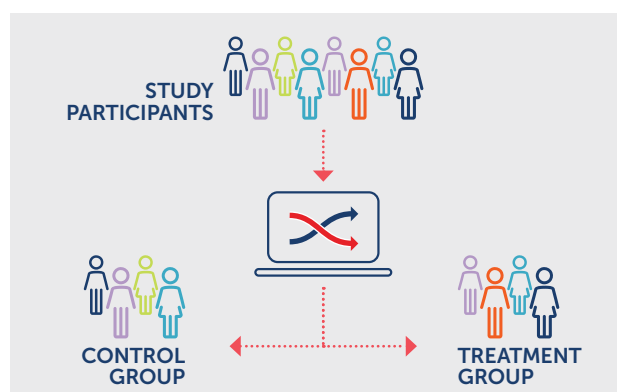 STUDY
PARTICIPANTS
CONTROL
GROUP
TREATMENT
GROUP